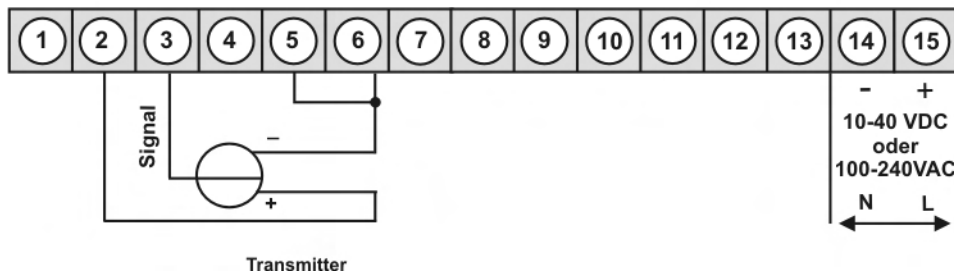 1 2 3 4 5 6 7 8 9 10 11 12 13 14 15
- +
10-40 VDC
oder
100-240VAC
N L
Signal
–
+
Transmitter